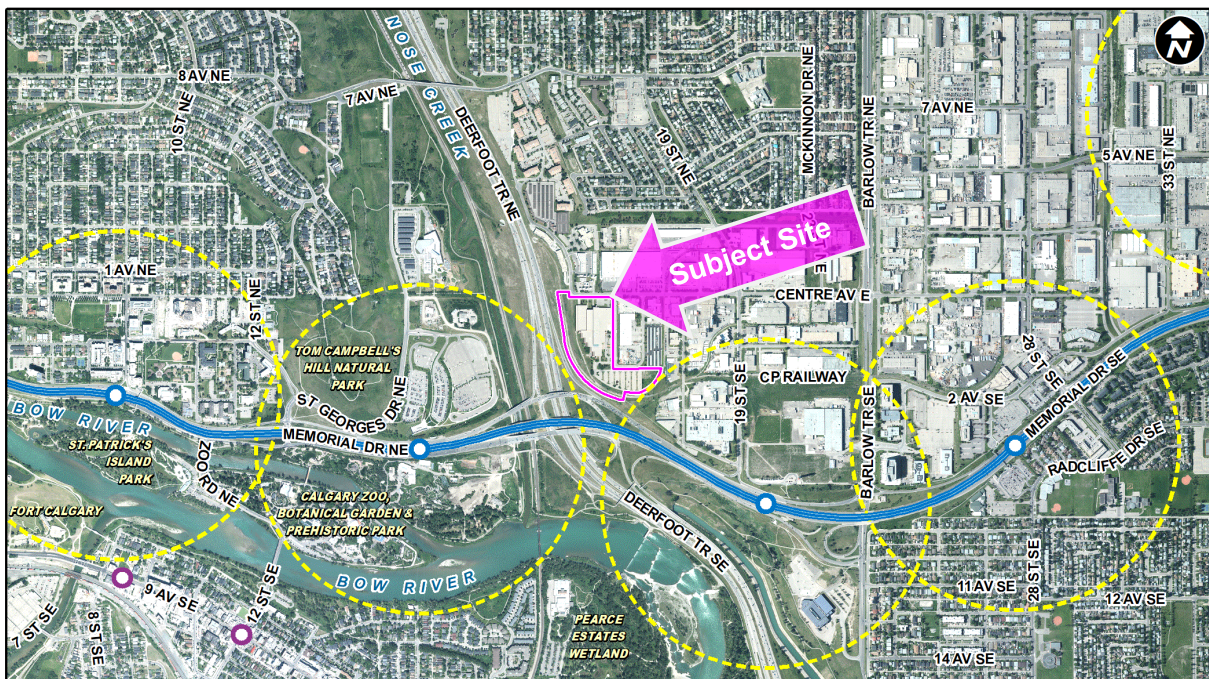 N
NOSE CREEK
8 AV NE
10 ST NE
7 AV NE
DEERFOOT TR NE
19 ST NE
MCKINNON DR NE
BARLOW TR NE
7 AV NE
5 AV NE
33 ST NE
Subject Site
1 AV NE
12 ST NE
CENTRE AV E
TOM CAMPBELL'S
HILL NATURAL
PARK
ST GEORGES DR NE
CP RAILWAY
19 ST SE
2 AV SE
28 ST SE
MEMORIAL DR SE
BOW RIVER
ST. PATRICK'S
ISLAND
PARK
MEMORIAL DR NE
ZOO
RD NE
BARLOW TR SE
RADCLIFFE DR SE
FORT CALGARY
CALGARY ZOO,
BOTANICAL GARDEN &
PREHISTORIC PARK
DEERFOOT TR SE
BOW RIVER
9 AV SE
12 ST SE
7 ST SE
8 ST SE
PEARCE
ESTATES
WETLAND
11 AV SE
28 ST SE
12 AV SE
14 AV SE